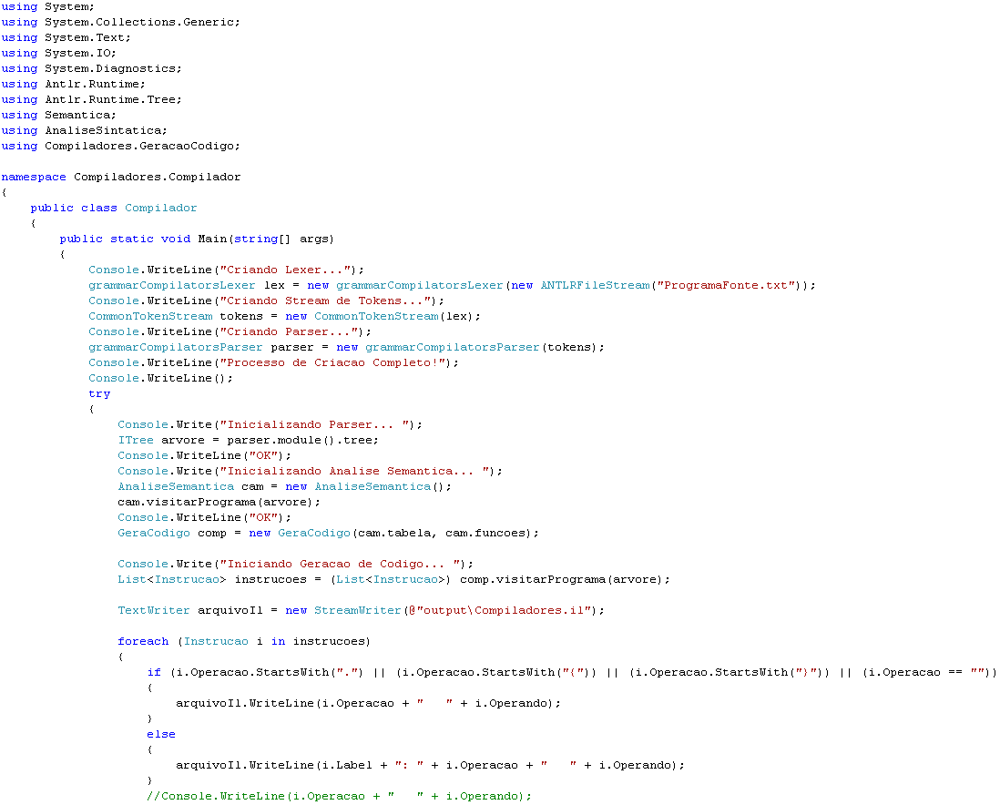 using System;
using System.Collections.Generic;
using System.Text;
using System.IO;
using System.Diagnostics;
using Antlr.Runtime;
using Antlr.Runtime.Tree;
using Semantica;
using AnaliseSintatica;
using Compiladores.GeracaoCodigo;

namespace Compiladores.Compilador
{
    public class Compilador
    {
        public static void Main(string[] args)
        {
            Console.WriteLine("Criando Lexer...");
            grammarCompilatorsLexer lex = new grammarCompilatorsLexer(new ANTLRFileStream("ProgramaFonte.txt"));
            Console.WriteLine("Criando Stream de Tokens...");
            CommonTokenStream tokens = new CommonTokenStream(lex);
            Console.WriteLine("Criando Parser...");
            grammarCompilatorsParser parser = new grammarCompilatorsParser(tokens);
            Console.WriteLine("Processo de Criacao Completo!");
            Console.WriteLine();
            try
            {
                Console.Write("Inicializando Parser... ");
                ITree arvore = parser.module().tree;
                Console.WriteLine("OK");
                Console.Write("Inicializando Analise Semantica... ");
                AnaliseSemantica cam = new AnaliseSemantica();
                cam.visitarPrograma(arvore);
                Console.WriteLine("OK");
                GeraCodigo comp = new GeraCodigo(cam.tabela, cam.funcoes);

                Console.Write("Iniciando Geracao de Codigo... ");
                List<Instrucao> instrucoes = (List<Instrucao>) comp.visitarPrograma(arvore);

                TextWriter arquivoIl = new StreamWriter(@"output\Compiladores.il");

                foreach (Instrucao i in instrucoes)
                {
                    if (i.Operacao.StartsWith(".") || (i.Operacao.StartsWith("{")) || (i.Operacao.StartsWith("}")) || (i.Operacao == ""))
                    {
                        arquivoIl.WriteLine(i.Operacao + "   " + i.Operando);
                    }
                    else
                    {
                        arquivoIl.WriteLine(i.Label + ": " + i.Operacao + "   " + i.Operando);
                    }
                    //Console.WriteLine(i.Operacao + "   " + i.Operando);